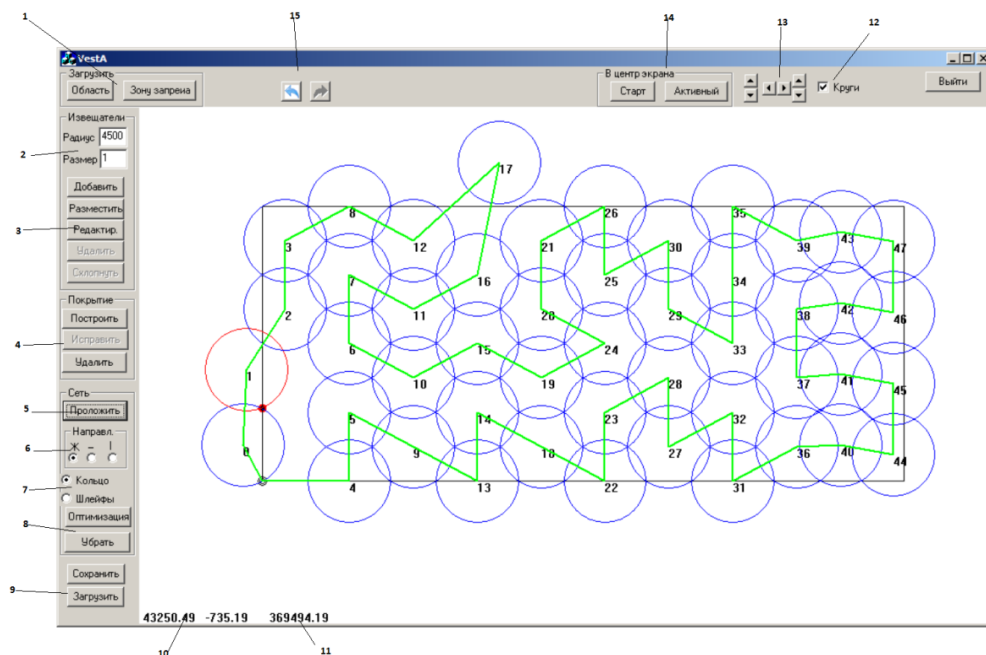 1
15
14
13
12
VestA
Загрузить
Область
Зону запрена
В центр экрана
Старт
Активный
Круги
Выйти
Извещатели
Радиус 4500
2
Размер 1
Добавить
Разместить
3
Редактир.
Удалить
Схлопнуть
Покрытие
Построить
4
Исправить
Удалить
Сеть
5
Проложить
Направл.
6
Ж – I
7
Кольцо
Шлейфы
Оптимизация
8
Убрать
Сохранить
9
Загрузить
17
8 26 35
3 12 21 30 39 43 47
7 16 25 34
2 11 20 29 38 42 46
6 15 24 33
1 10 19 28 37 41 45
5 14 23 32
0 9 18 27 36 40 44
4 13 22 31
43250.49 -735.19 369494.19
10
11